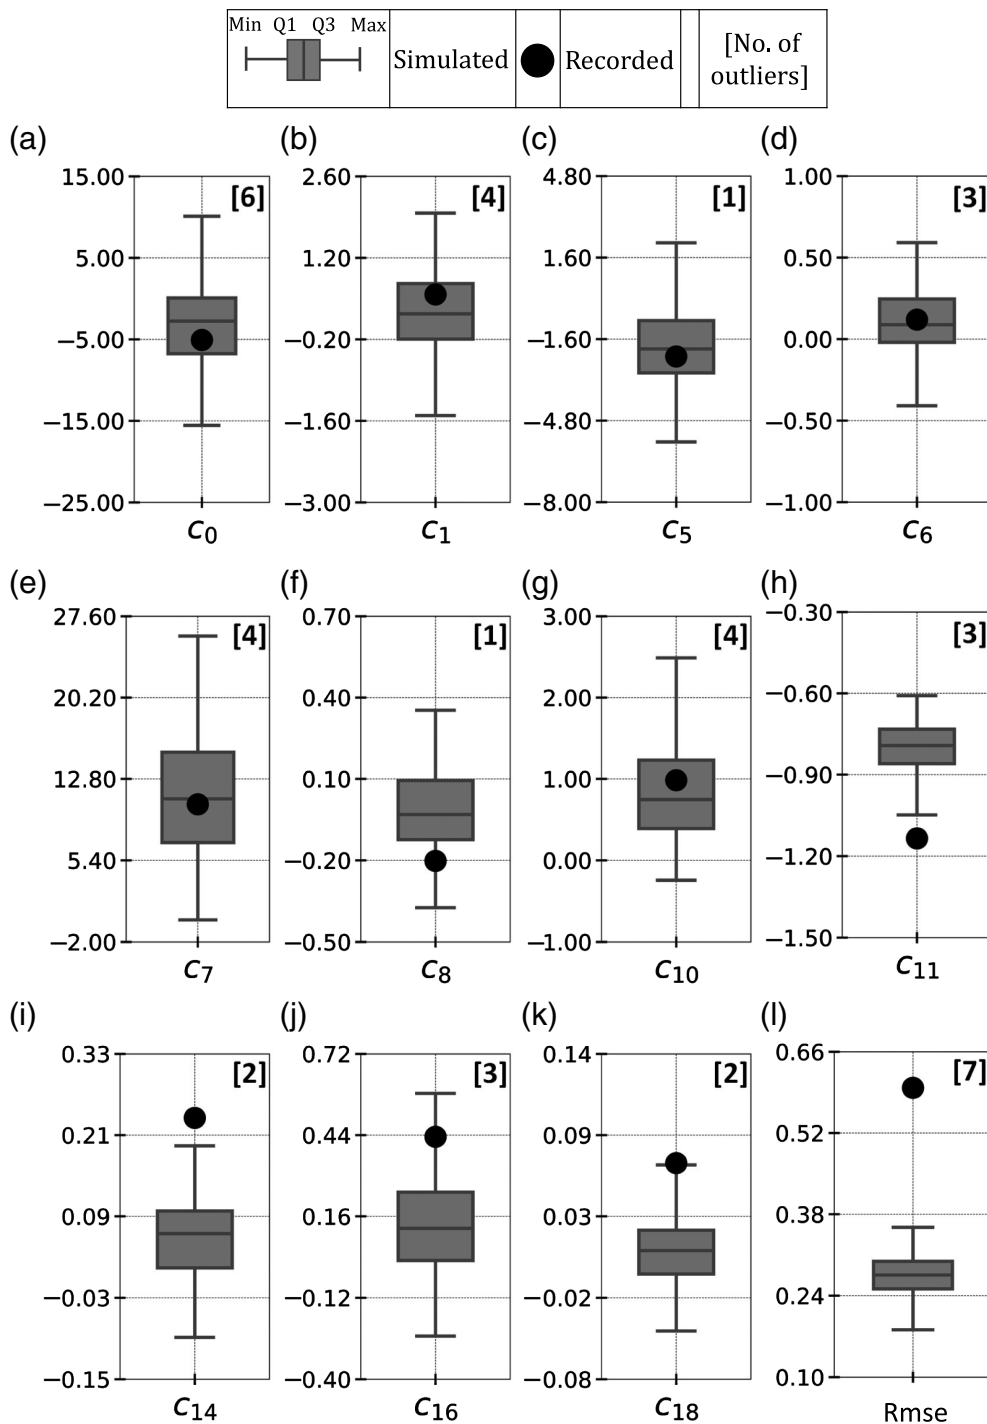 Min Q1 Q3 Max
Simulated
Recorded
[No. of
outliers]
(a)
15.00
5.00
−5.00
−15.00
−25.00
[6]
c0
(b)
2.60
1.20
−0.20
−1.60
−3.00
[4]
c1
(c)
4.80
1.60
−1.60
−4.80
−8.00
[1]
c5
(d)
1.00
0.50
0.00
−0.50
−1.00
[3]
c6
(e)
27.60
20.20
12.80
5.40
−2.00
[4]
c7
(f)
0.70
0.40
0.10
−0.20
−0.50
[1]
c8
(g)
3.00
2.00
1.00
0.00
−1.00
[4]
c10
(h)
−0.30
−0.60
−0.90
−1.20
−1.50
[3]
c11
(i)
0.33
0.21
0.09
−0.03
−0.15
[2]
c14
(j)
0.72
0.44
0.16
−0.12
−0.40
[3]
c16
(k)
0.14
0.09
0.03
−0.02
−0.08
[2]
c18
(l)
0.66
0.52
0.38
0.24
0.10
[7]
Rmse